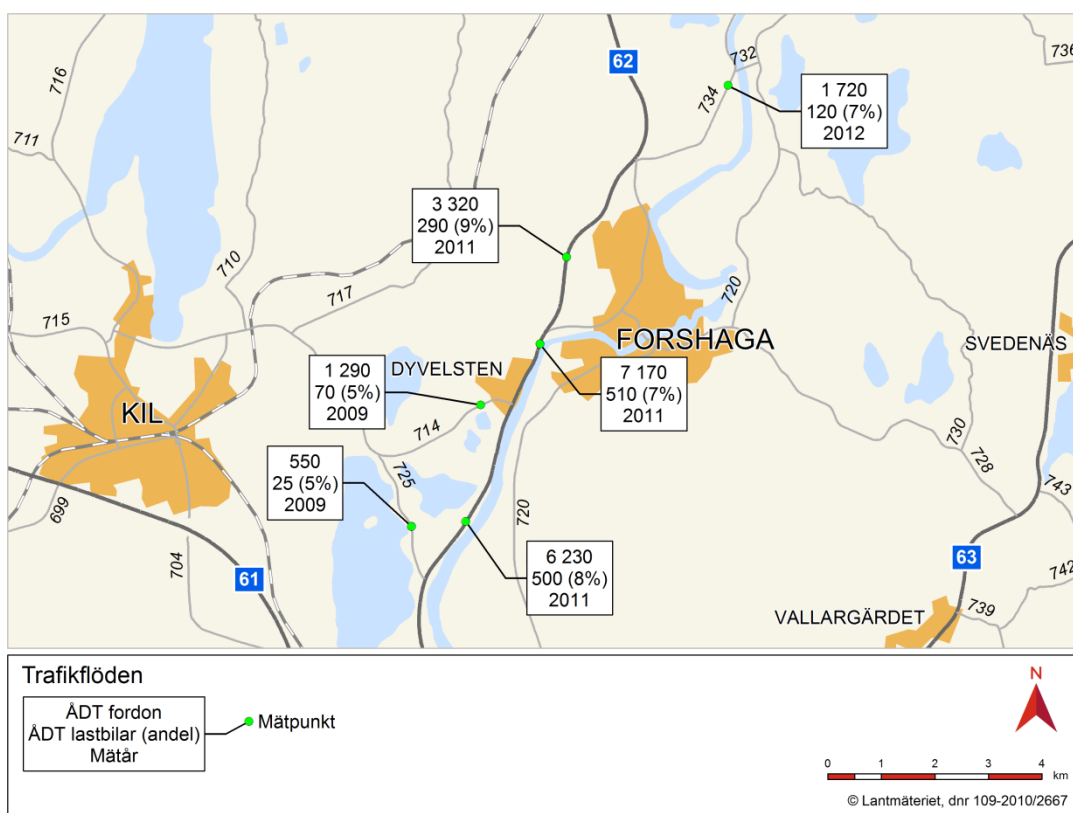 716
711
62
732
736
734
1 720
120 (7%)
2012
3 320
290 (9%)
2011
710
717
720
715
FORSHAGA
SVEDENÄS
DYVELSTEN
1 290
70 (5%)
2009
7 170
510 (7%)
2011
KIL
714
730
728
550
25 (5%)
2009
725
743
699
720
704
6 230
500 (8%)
2011
61
63
742
739
VALLARGÄRDET
Trafikflöden
ÅDT fordon
ÅDT lastbilar (andel)
Mätår
Mätpunkt
N
0 1 2 3 4
km
© Lantmäteriet, dnr 109-2010/2667